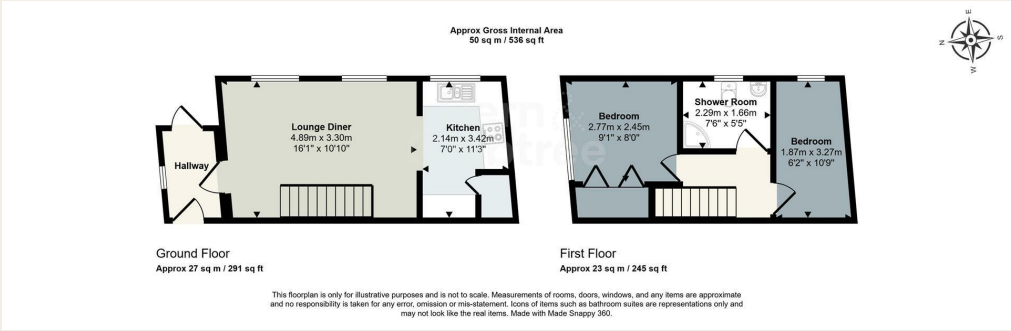 Approx Gross Internal Area
50 sq m / 536 sq ft
N
E
S
W
Lounge Diner
4.89m x 3.30m
16'1" x 10'10"
Kitchen
2.14m x 3.42m
7'0" x 11'3"
Hallway
Bedroom
2.77m x 2.45m
9'1" x 8'0"
Shower Room
2.29m x 1.66m
7'6" x 5'5"
Bedroom
1.87m x 3.27m
6'2" x 10'9"
Ground Floor
Approx 27 sq m / 291 sq ft
First Floor
Approx 23 sq m / 245 sq ft
This floorplan is only for illustrative purposes and is not to scale. Measurements of rooms, doors, windows, and any items are approximate
and no responsibility is taken for any error, omission or mis-statement. Icons of items such as bathroom suites are representations only and
may not look like the real items. Made with Made Snappy 360.